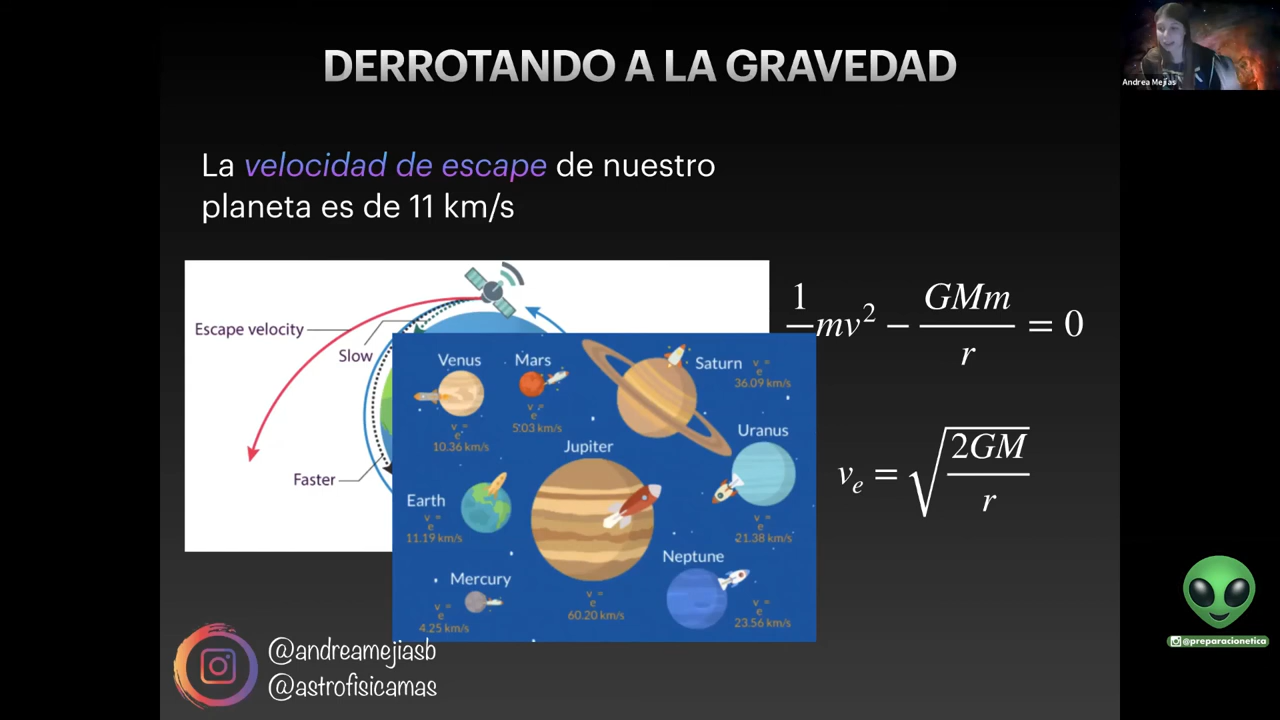 DERROTANDO A LA GRAVEDAD
Andrea Mejías
La velocidad de escape de nuestro
planeta es de 11 km/s
Escape velocity
Slow
Faster
1/2 mv² − GMm/r = 0
vₑ = √(2GM/r)
Venus
v =
e
10.36 km/s
Mars
v =
e
5.03 km/s
Saturn
v =
e
36.09 km/s
Jupiter
v =
e
60.20 km/s
Uranus
v =
e
21.38 km/s
Earth
v =
e
11.19 km/s
Neptune
v =
e
23.56 km/s
Mercury
v =
e
4.25 km/s
@andreamejiasb
@astrofisicamas
@preparacionetica